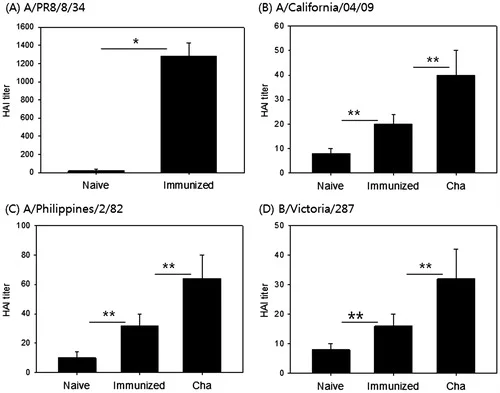 (A) A/PR8/8/34
HAI titer
1600
1400
1200
1000
800
600
400
200
0
*
Naive Immunized
(B) A/California/04/09
HAI titer
60
50
40
30
20
10
0
**
**
Naive Immunized Cha
(C) A/Philippines/2/82
HAI titer
100
80
60
40
20
0
**
**
Naive Immunized Cha
(D) B/Victoria/287
HAI titer
50
40
30
20
10
0
**
**
Naive Immunized Cha